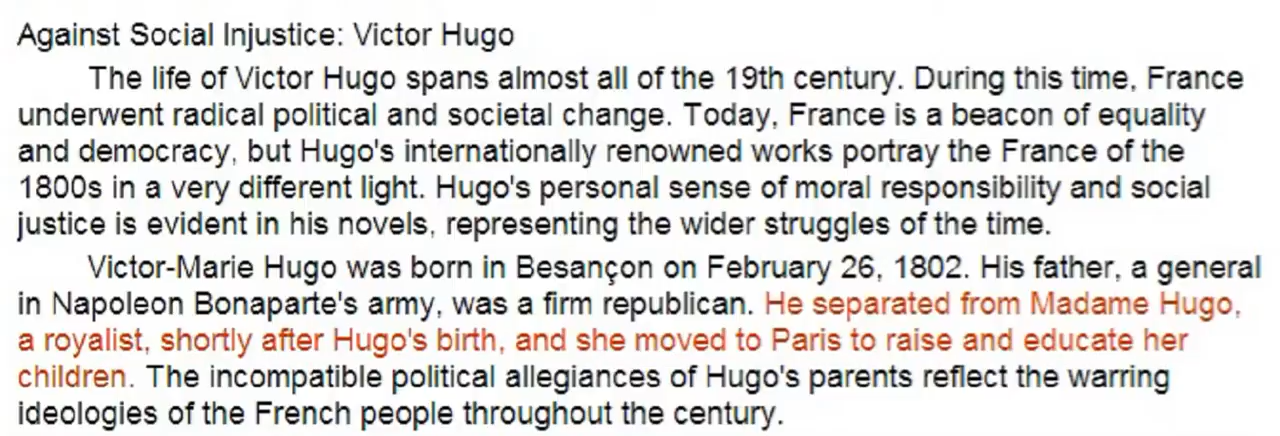 Against Social Injustice: Victor Hugo
The life of Victor Hugo spans almost all of the 19th century. During this time, France
underwent radical political and societal change. Today, France is a beacon of equality
and democracy, but Hugo's internationally renowned works portray the France of the
1800s in a very different light. Hugo's personal sense of moral responsibility and social
justice is evident in his novels, representing the wider struggles of the time.
Victor-Marie Hugo was born in Besançon on February 26, 1802. His father, a general
in Napoleon Bonaparte's army, was a firm republican. He separated from Madame Hugo,
a royalist, shortly after Hugo's birth, and she moved to Paris to raise and educate her
children. The incompatible political allegiances of Hugo's parents reflect the warring
ideologies of the French people throughout the century.